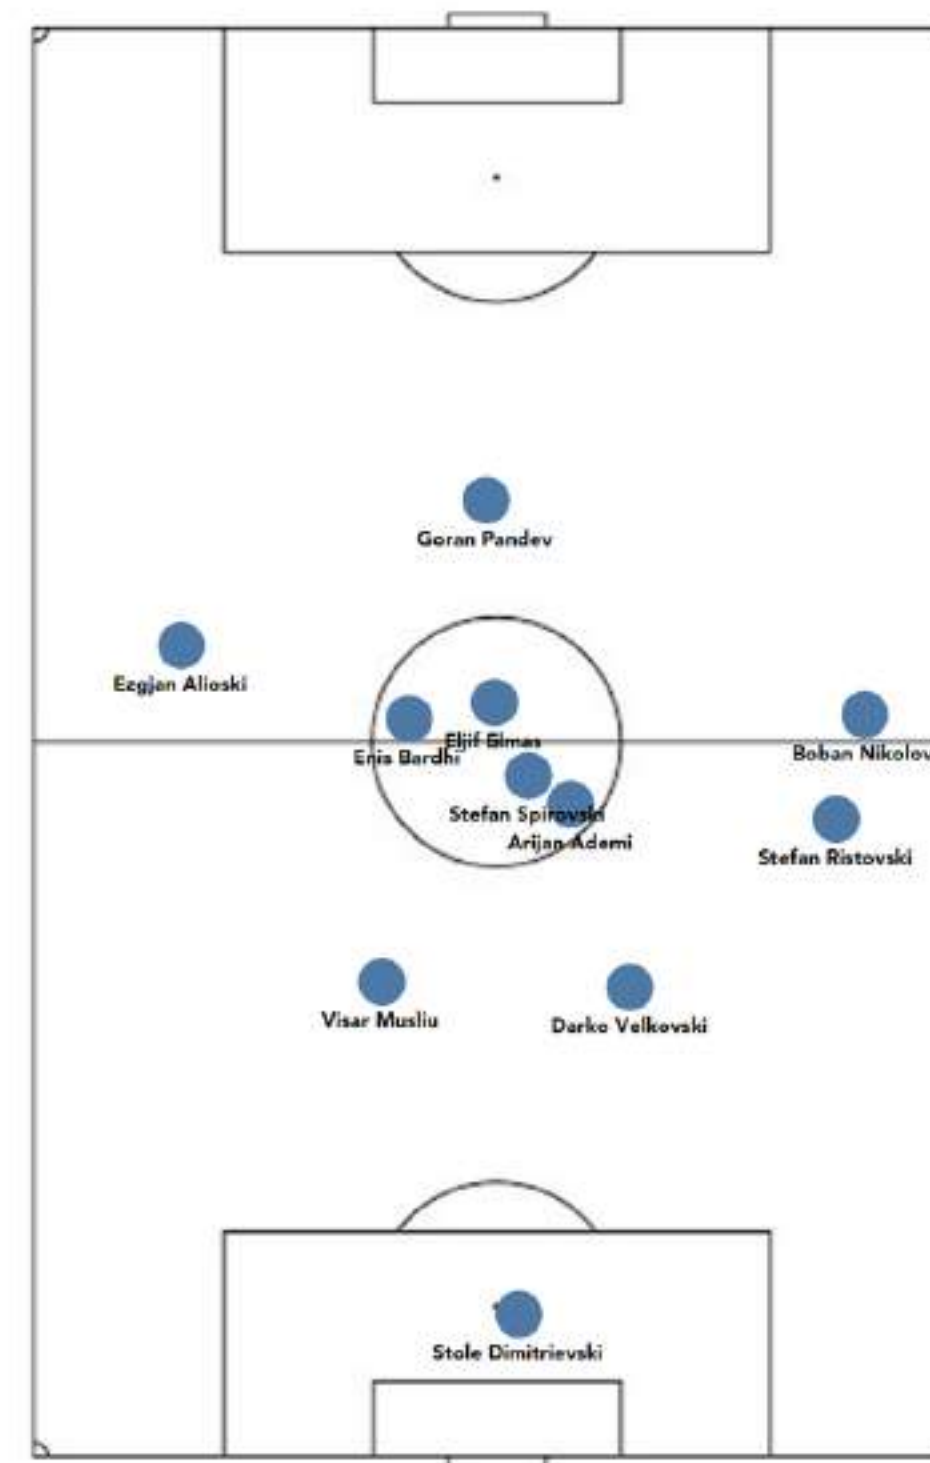 Goran Pandev
Ezgjan Alioski
Eljif Elmas
Enis Bardhi
Boban Nikolov
Stefan Spirovski
Arijan Ademi
Stefan Ristovski
Visar Musliu
Darko Velkovski
Stole Dimitrievski